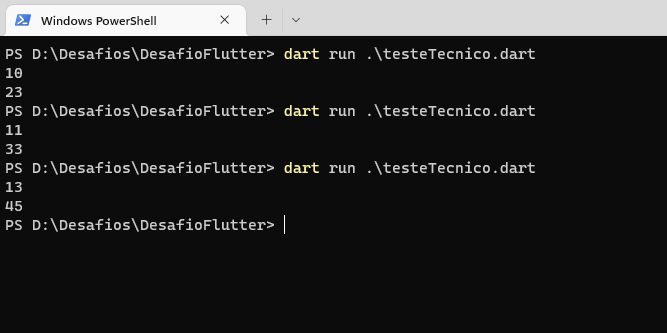 Windows PowerShell
PS D:\Desafios\DesafioFlutter> dart run .\testeTecnico.dart
10
23
PS D:\Desafios\DesafioFlutter> dart run .\testeTecnico.dart
11
33
PS D:\Desafios\DesafioFlutter> dart run .\testeTecnico.dart
13
45
PS D:\Desafios\DesafioFlutter>